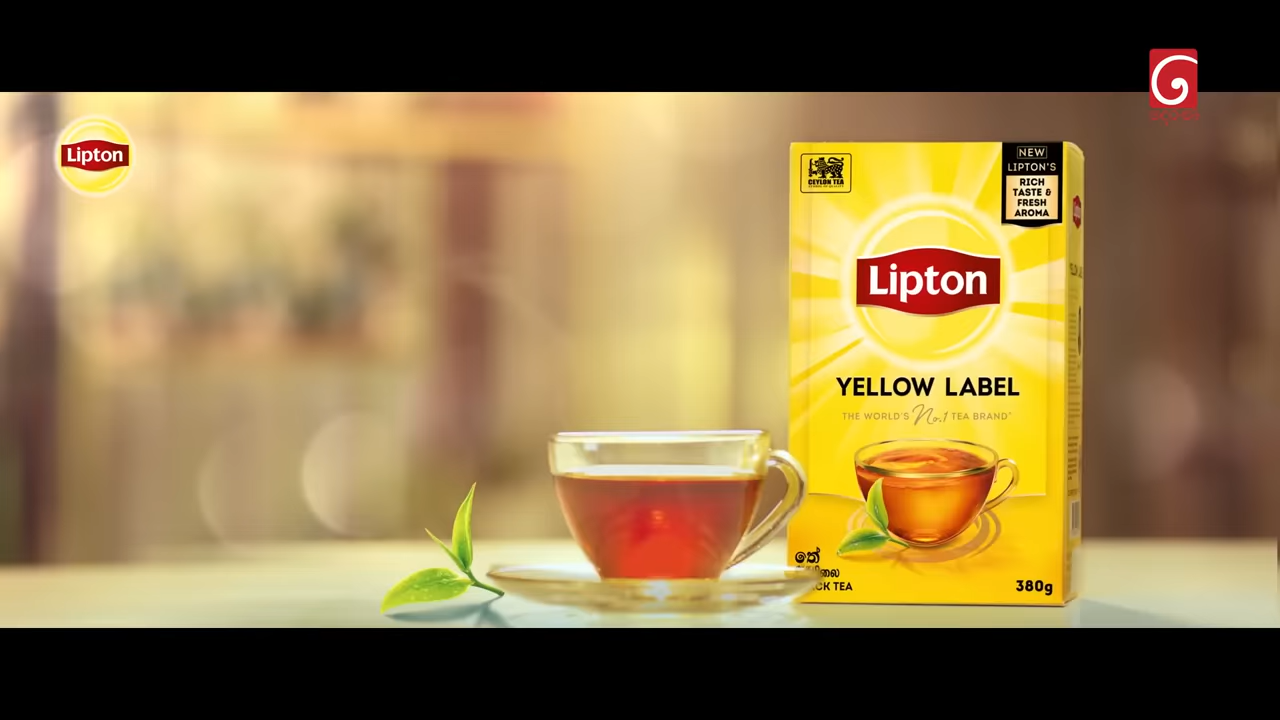 Lipton
CEYLON TEA
NEW
LIPTON'S
RICH
TASTE &
FRESH
AROMA
Lipton
YELLOW LABEL
THE WORLD'S No.1 TEA BRAND
තේ
TEA
380g